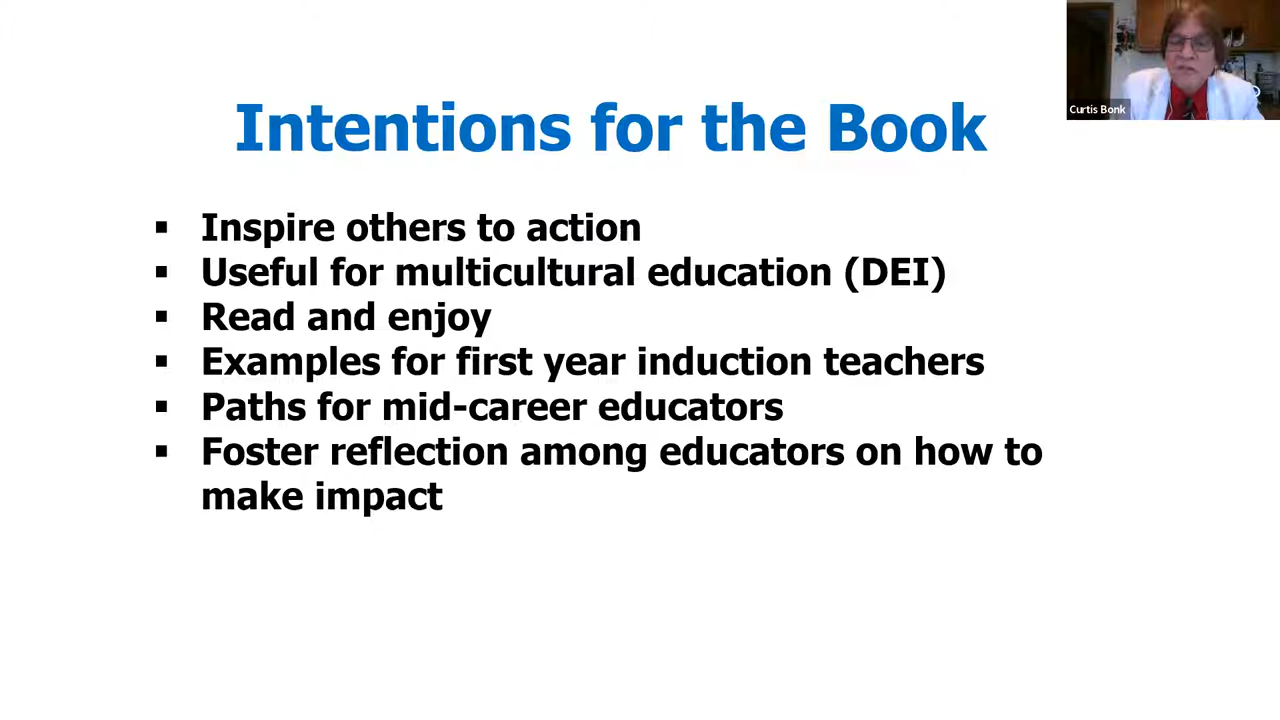 Curtis Bonk
Intentions for the Book
▪ Inspire others to action
▪ Useful for multicultural education (DEI)
▪ Read and enjoy
▪ Examples for first year induction teachers
▪ Paths for mid-career educators
▪ Foster reflection among educators on how to
make impact